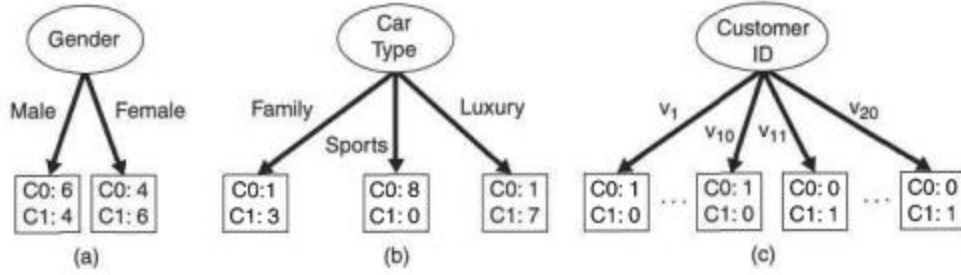 Gender
Male
Female
C0: 6
C1: 4
C0: 4
C1: 6
(a)
Car
Type
Family
Sports
Luxury
C0:1
C1: 3
C0: 8
C1: 0
C0: 1
C1: 7
(b)
Customer
ID
v1
v10
v11
v20
C0: 1
C1: 0
...
C0: 1
C1: 0
C0: 0
C1: 1
...
C0: 0
C1: 1
(c)